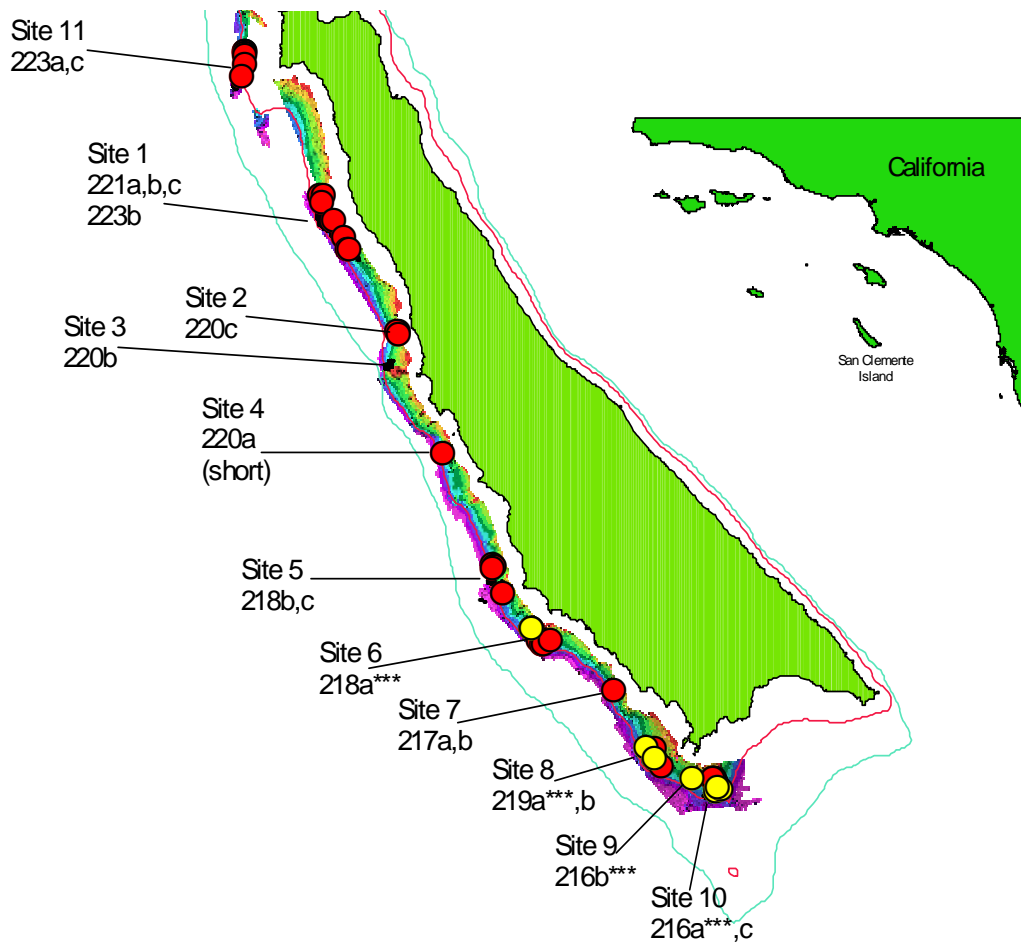 Site 11
223a,c
Site 1
221a,b,c
223b
California
Site 2
220c
Site 3
220b
San Clemente
Island
Site 4
220a
(short)
Site 5
218b,c
Site 6
218a***
Site 7
217a,b
Site 8
219a***,b
Site 9
216b***
Site 10
216a***,c